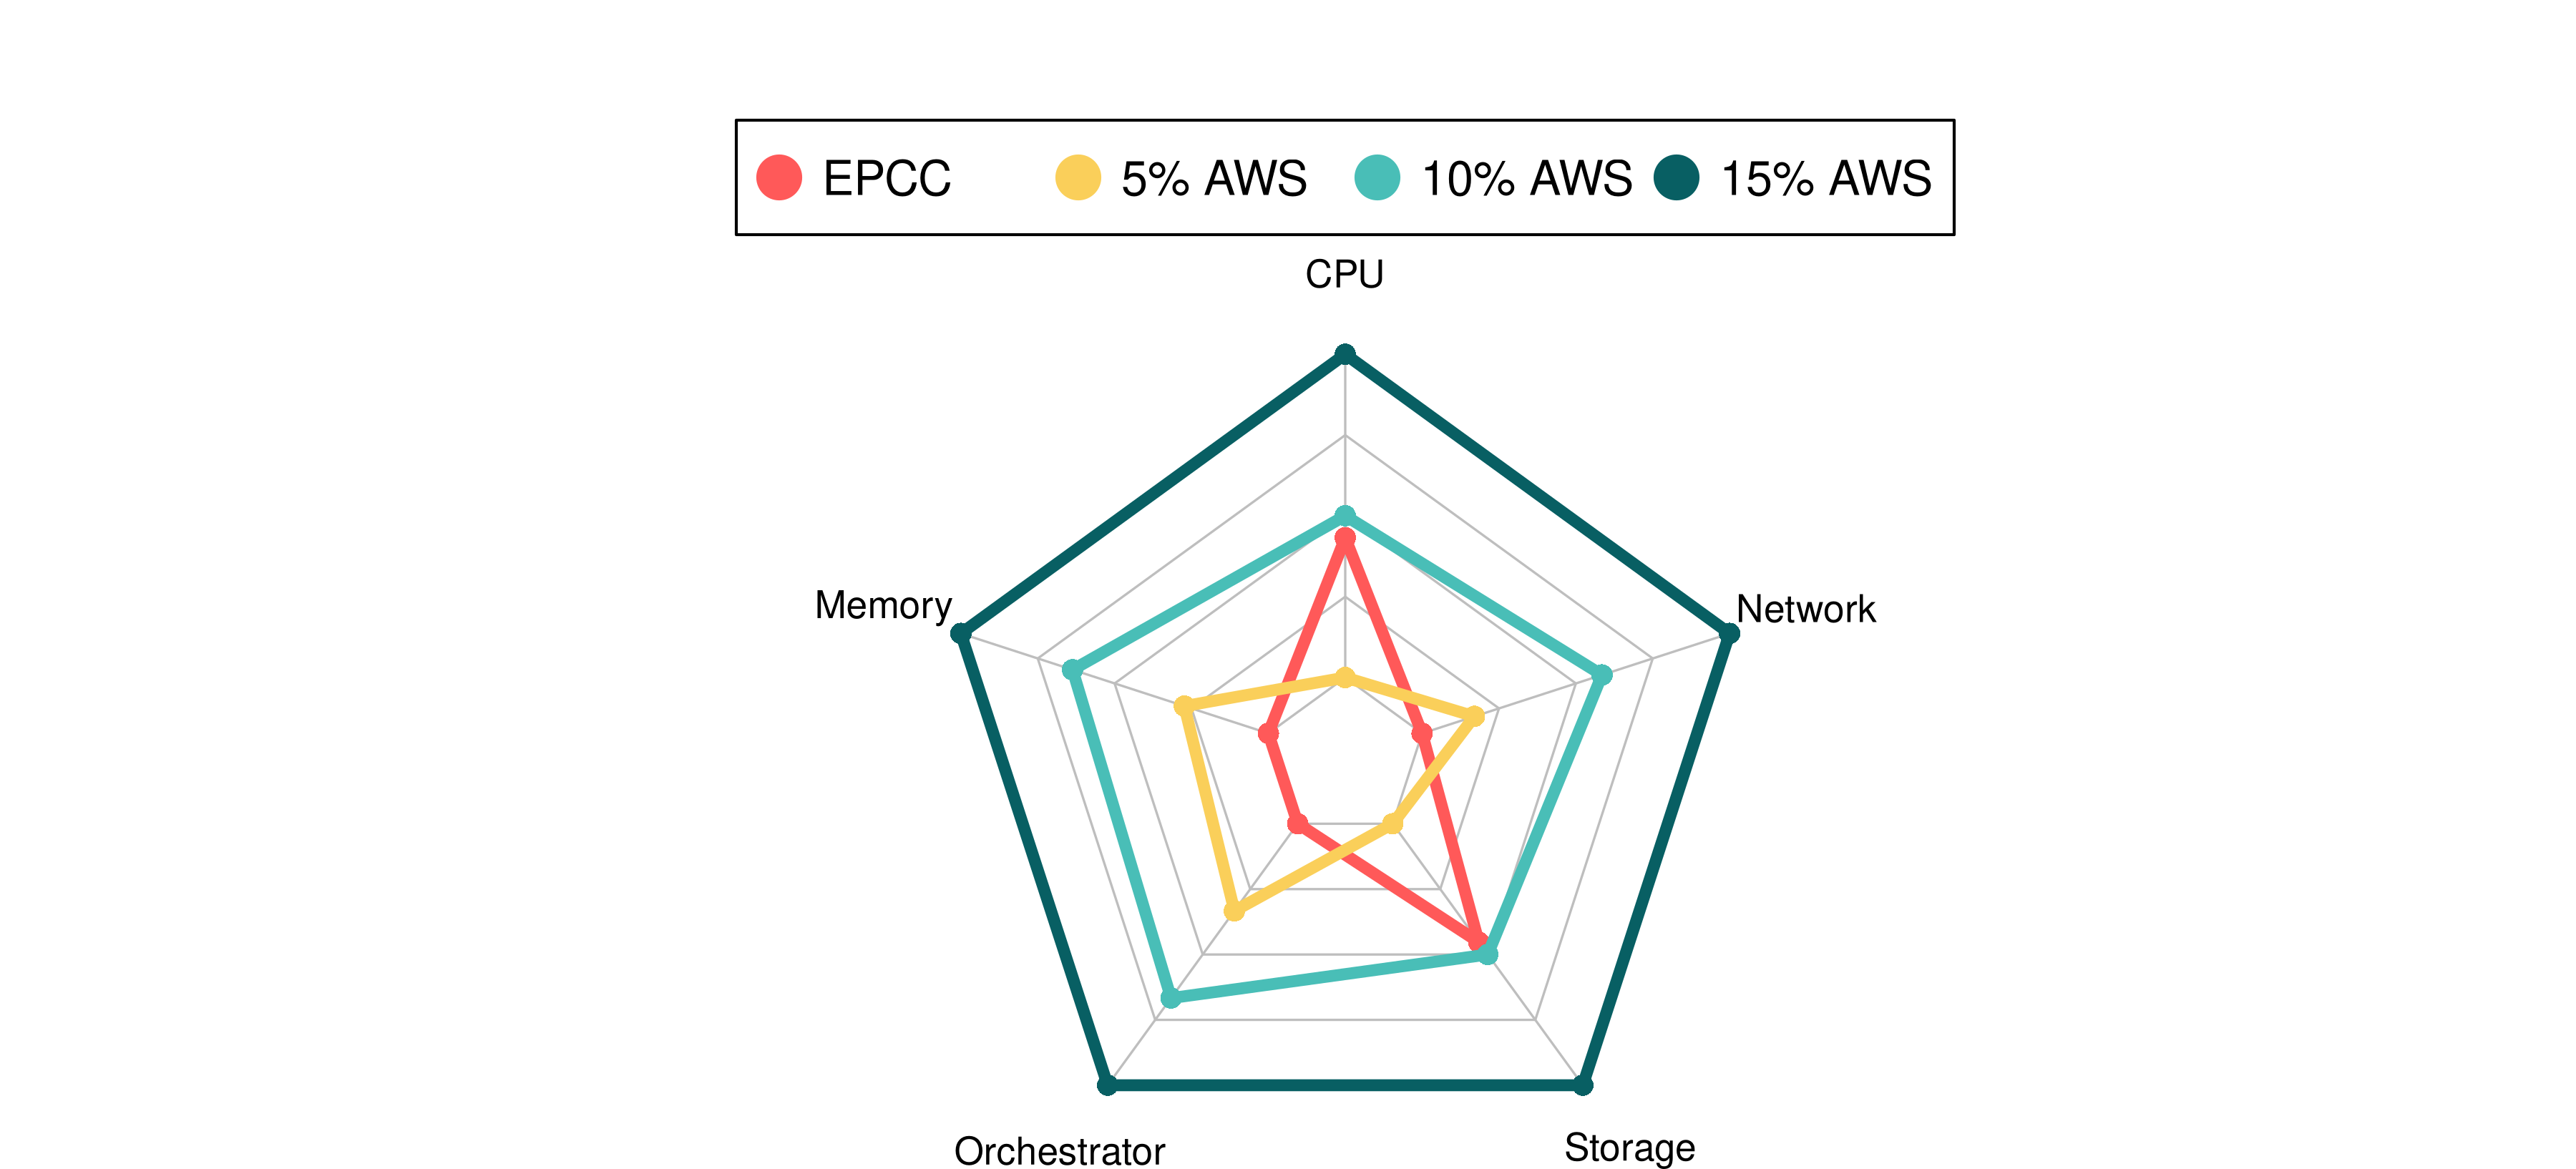 EPCC 5% AWS 10% AWS 15% AWS
CPU
Memory
Network
Orchestrator
Storage